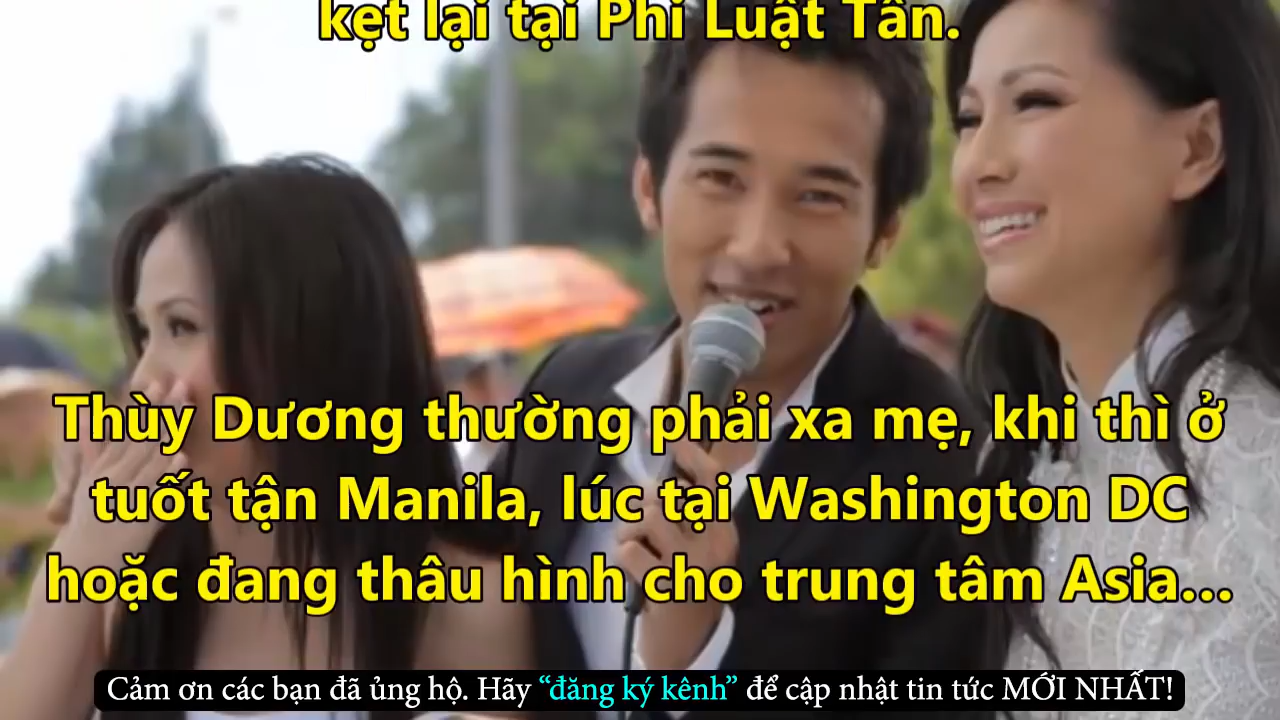 kẹt lại tại Phi Luật Tân.
Thùy Dương thường phải xa mẹ, khi thì ở
tuốt tận Manila, lúc tại Washington DC
hoặc đang thâu hình cho trung tâm Asia...
Cảm ơn các bạn đã ủng hộ. Hãy “đăng ký kênh” để cập nhật tin tức MỚI NHẤT!